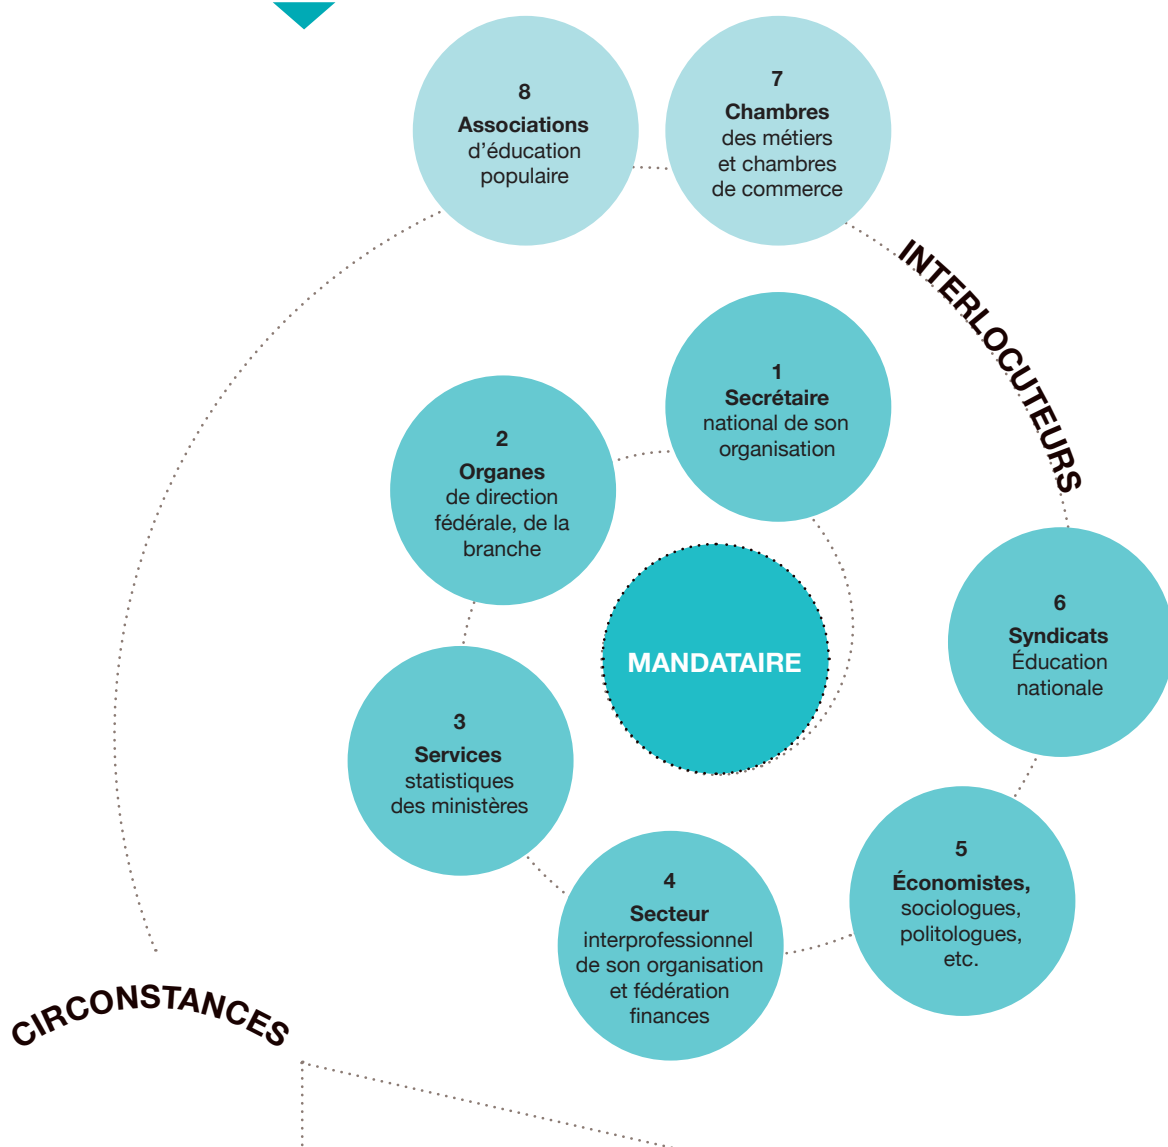 8
Associations
d’éducation
populaire
7
Chambres
des métiers
et chambres
de commerce
INTERLOCUTEURS
1
Secrétaire
national de son
organisation
2
Organes
de direction
fédérale, de la
branche
MANDATAIRE
6
Syndicats
Éducation
nationale
3
Services
statistiques
des ministères
5
Économistes,
sociologues,
politologues,
etc.
4
Secteur
interprofessionnel
de son organisation
et fédération
finances
CIRCONSTANCES